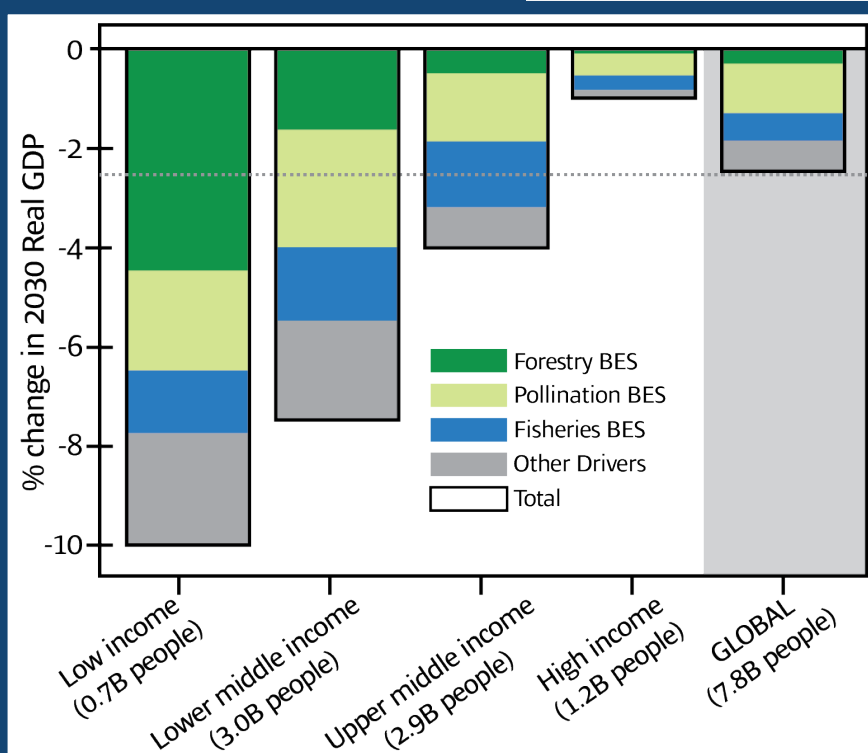 % change in 2030 Real GDP
0
-2
-4
-6
-8
-10
Forestry BES
Pollination BES
Fisheries BES
Other Drivers
Total
Low income
(0.7B people)
Lower middle income
(3.0B people)
Upper middle income
(2.9B people)
High income
(1.2B people)
GLOBAL
(7.8B people)